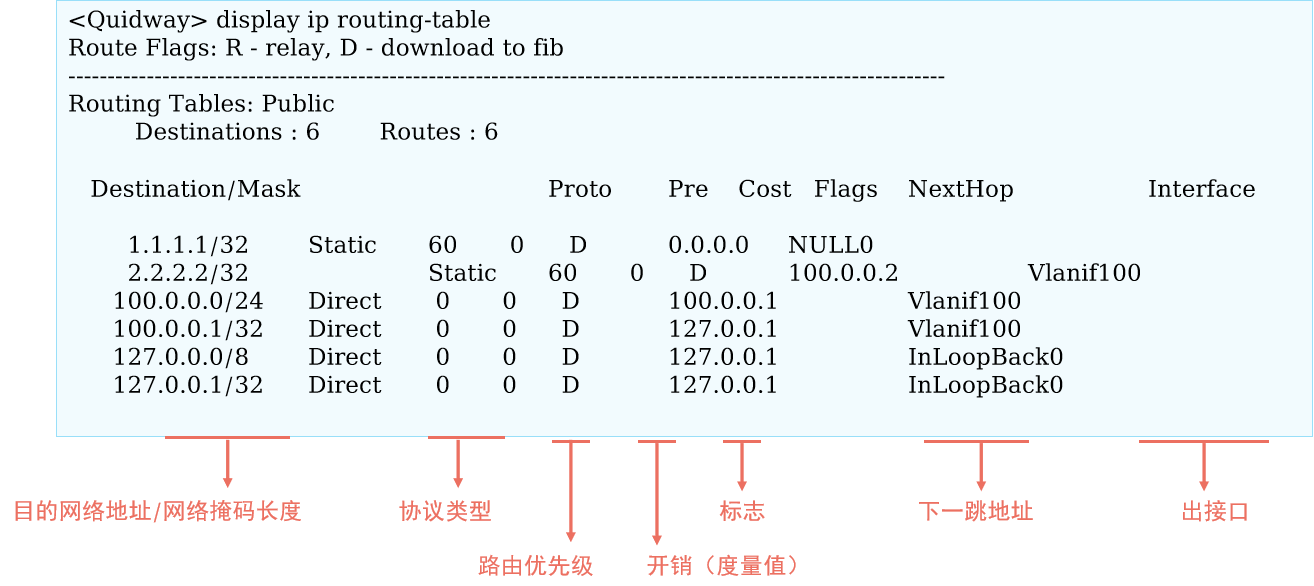 <Quidway> display ip routing-table
Route Flags: R - relay, D - download to fib
----------------------------------------------------------------------------------------------------------------
Routing Tables: Public
Destinations : 6 Routes : 6
Destination/Mask Proto Pre Cost Flags NextHop Interface
1.1.1.1/32 Static 60 0 D 0.0.0.0 NULL0
2.2.2.2/32 Static 60 0 D 100.0.0.2 Vlanif100
100.0.0.0/24 Direct 0 0 D 100.0.0.1 Vlanif100
100.0.0.1/32 Direct 0 0 D 127.0.0.1 Vlanif100
127.0.0.0/8 Direct 0 0 D 127.0.0.1 InLoopBack0
127.0.0.1/32 Direct 0 0 D 127.0.0.1 InLoopBack0
目的网络地址/网络掩码长度 协议类型 标志 下一跳地址 出接口
路由优先级 开销（度量值）